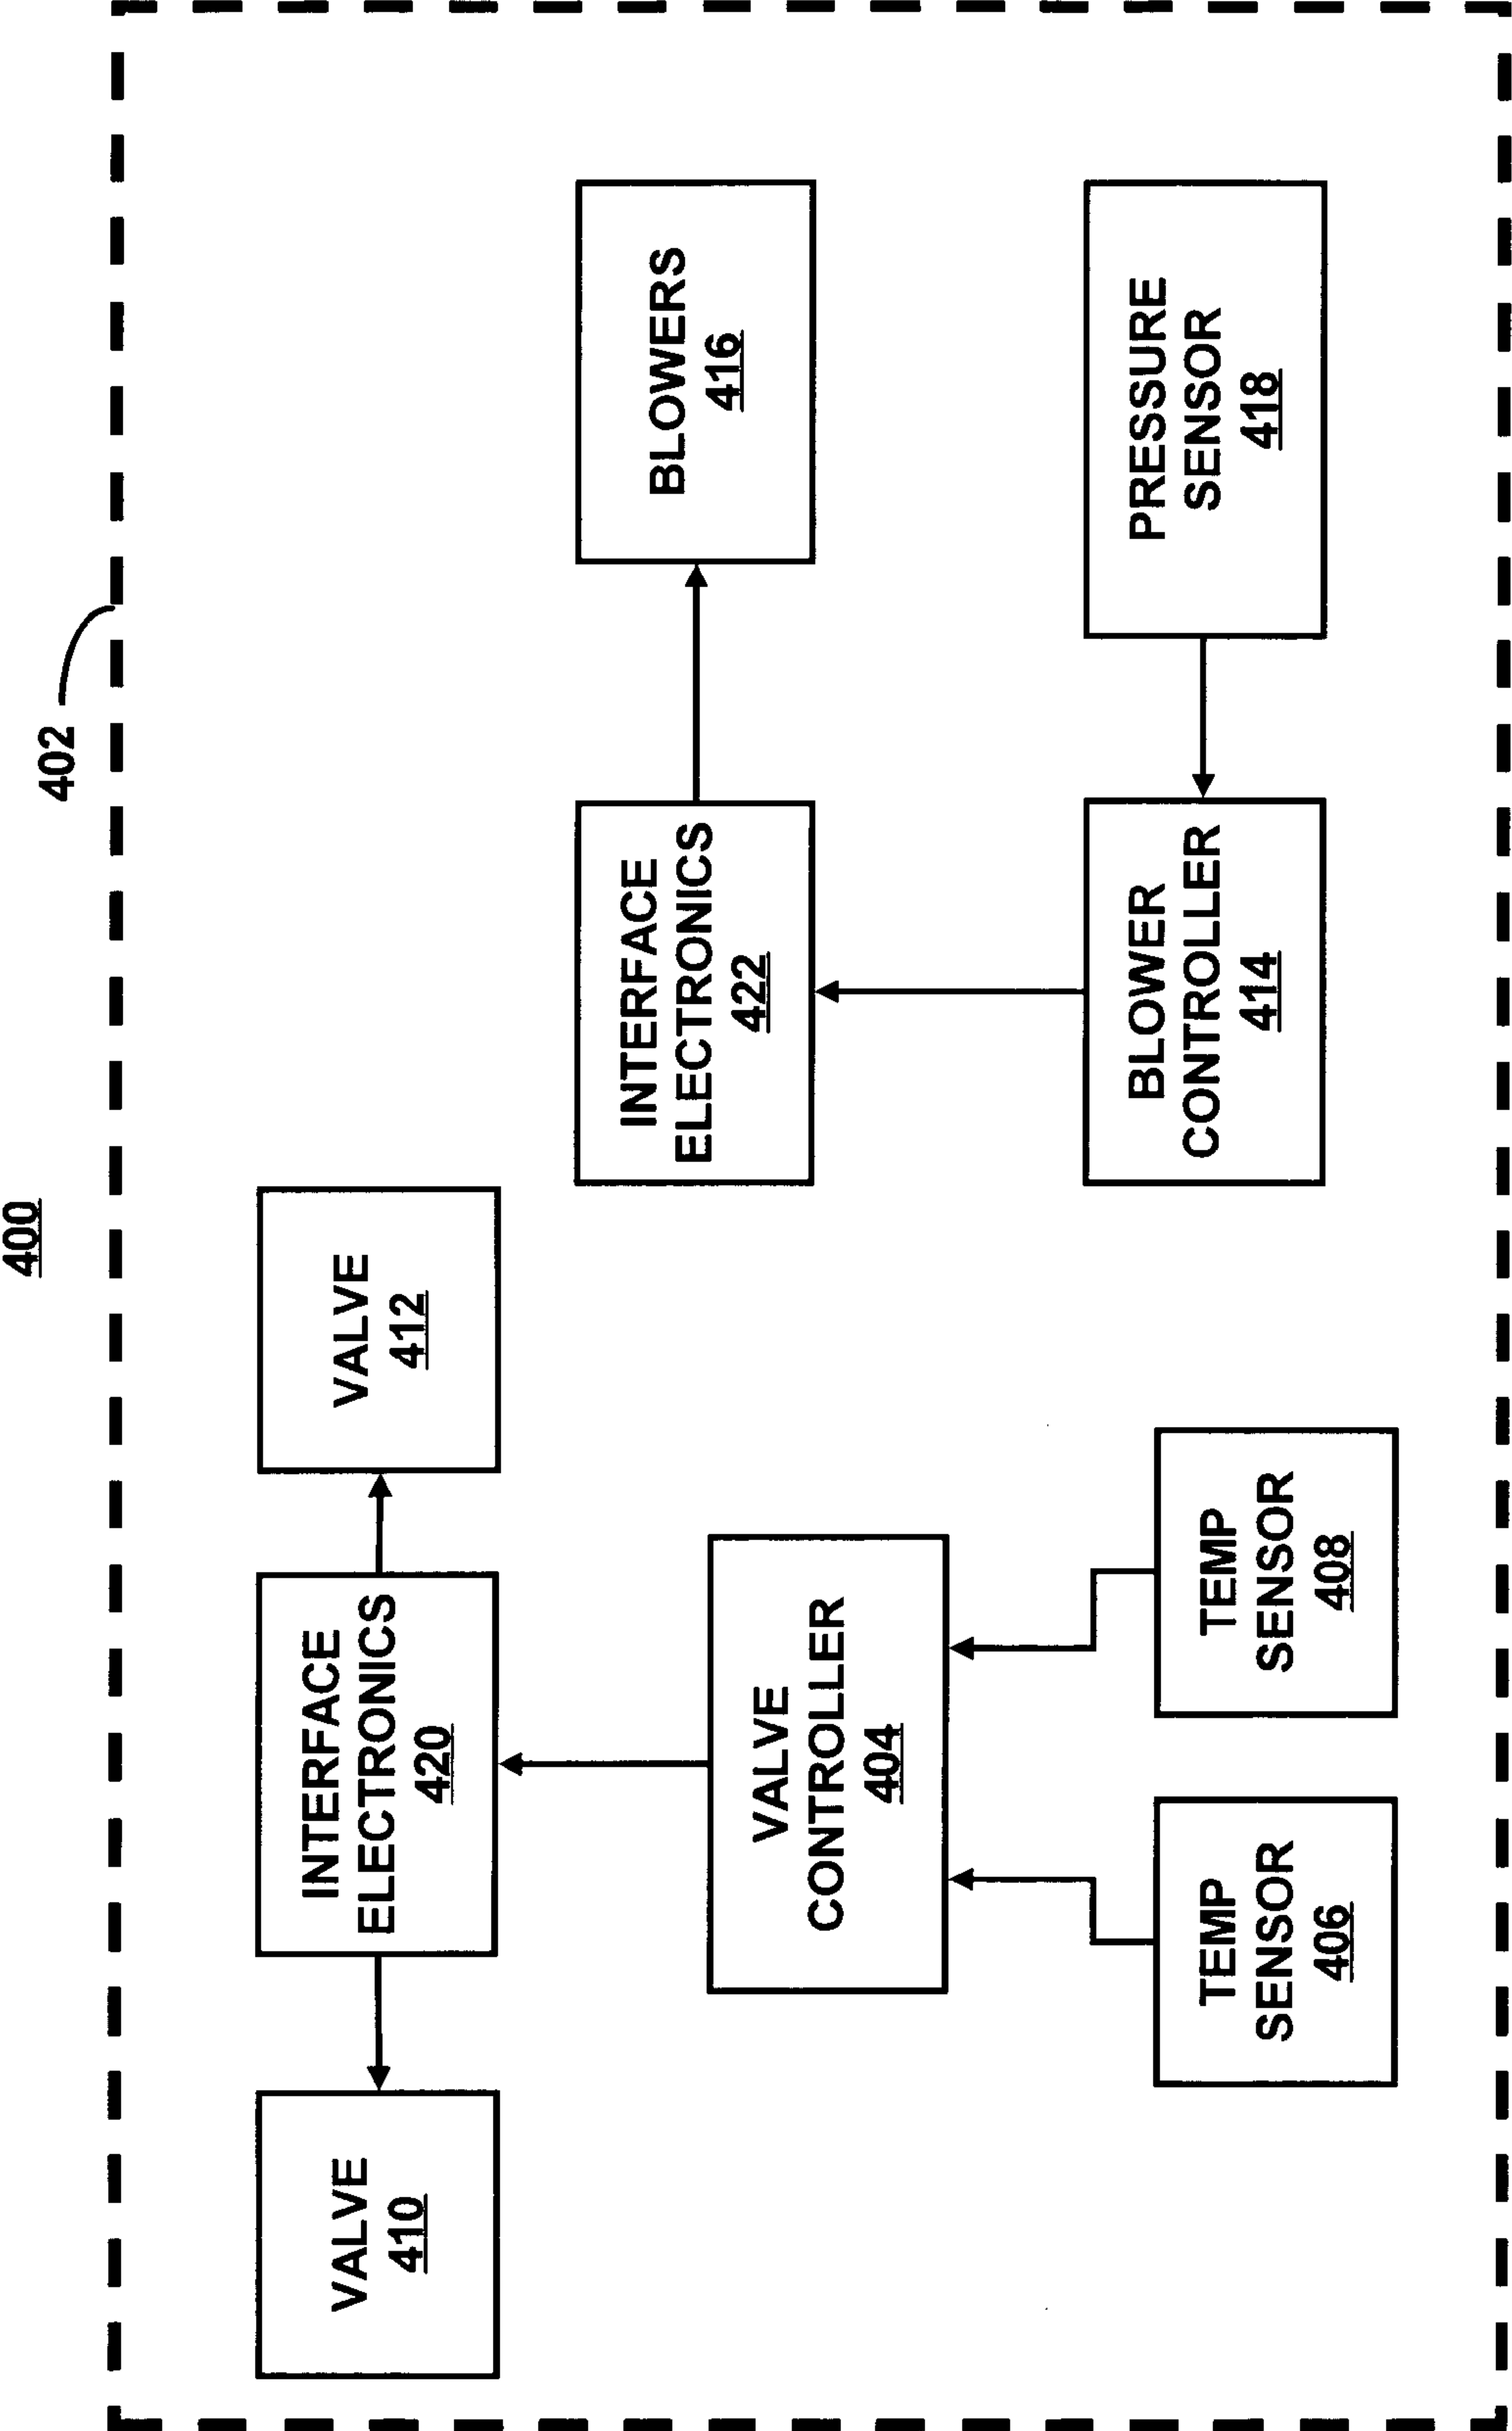 400
402
VALVE
410
INTERFACE
ELECTRONICS
420
VALVE
412
INTERFACE
ELECTRONICS
422
BLOWERS
416
VALVE
CONTROLLER
404
TEMP
SENSOR
406
TEMP
SENSOR
408
BLOWER
CONTROLLER
414
PRESSURE
SENSOR
418